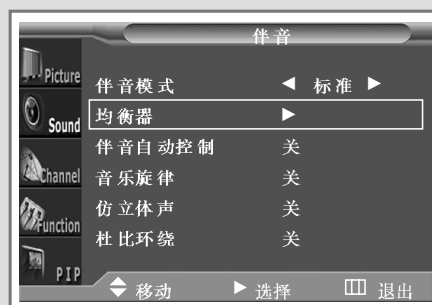 伴音
Picture
伴音模式 ◀ 标准 ▶
Sound
均衡器 ▶
伴音自动控制 关
Channel
音乐旋律 关
Function
仿立体声 关
杜比环绕 关
PIP
移动 ▶ 选择 退出